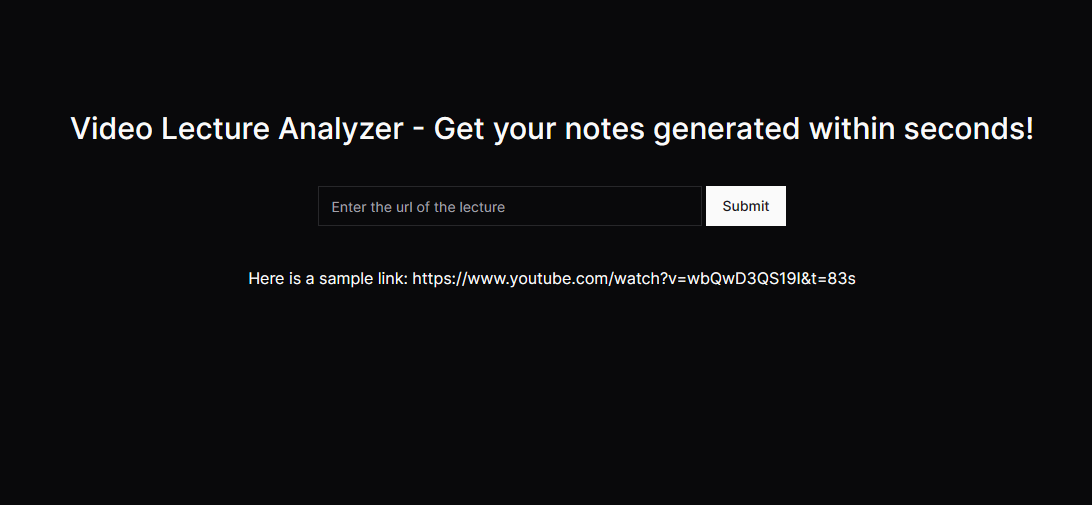 Video Lecture Analyzer - Get your notes generated within seconds!
Enter the url of the lecture
Submit
Here is a sample link: https://www.youtube.com/watch?v=wbQwD3QS19I&t=83s